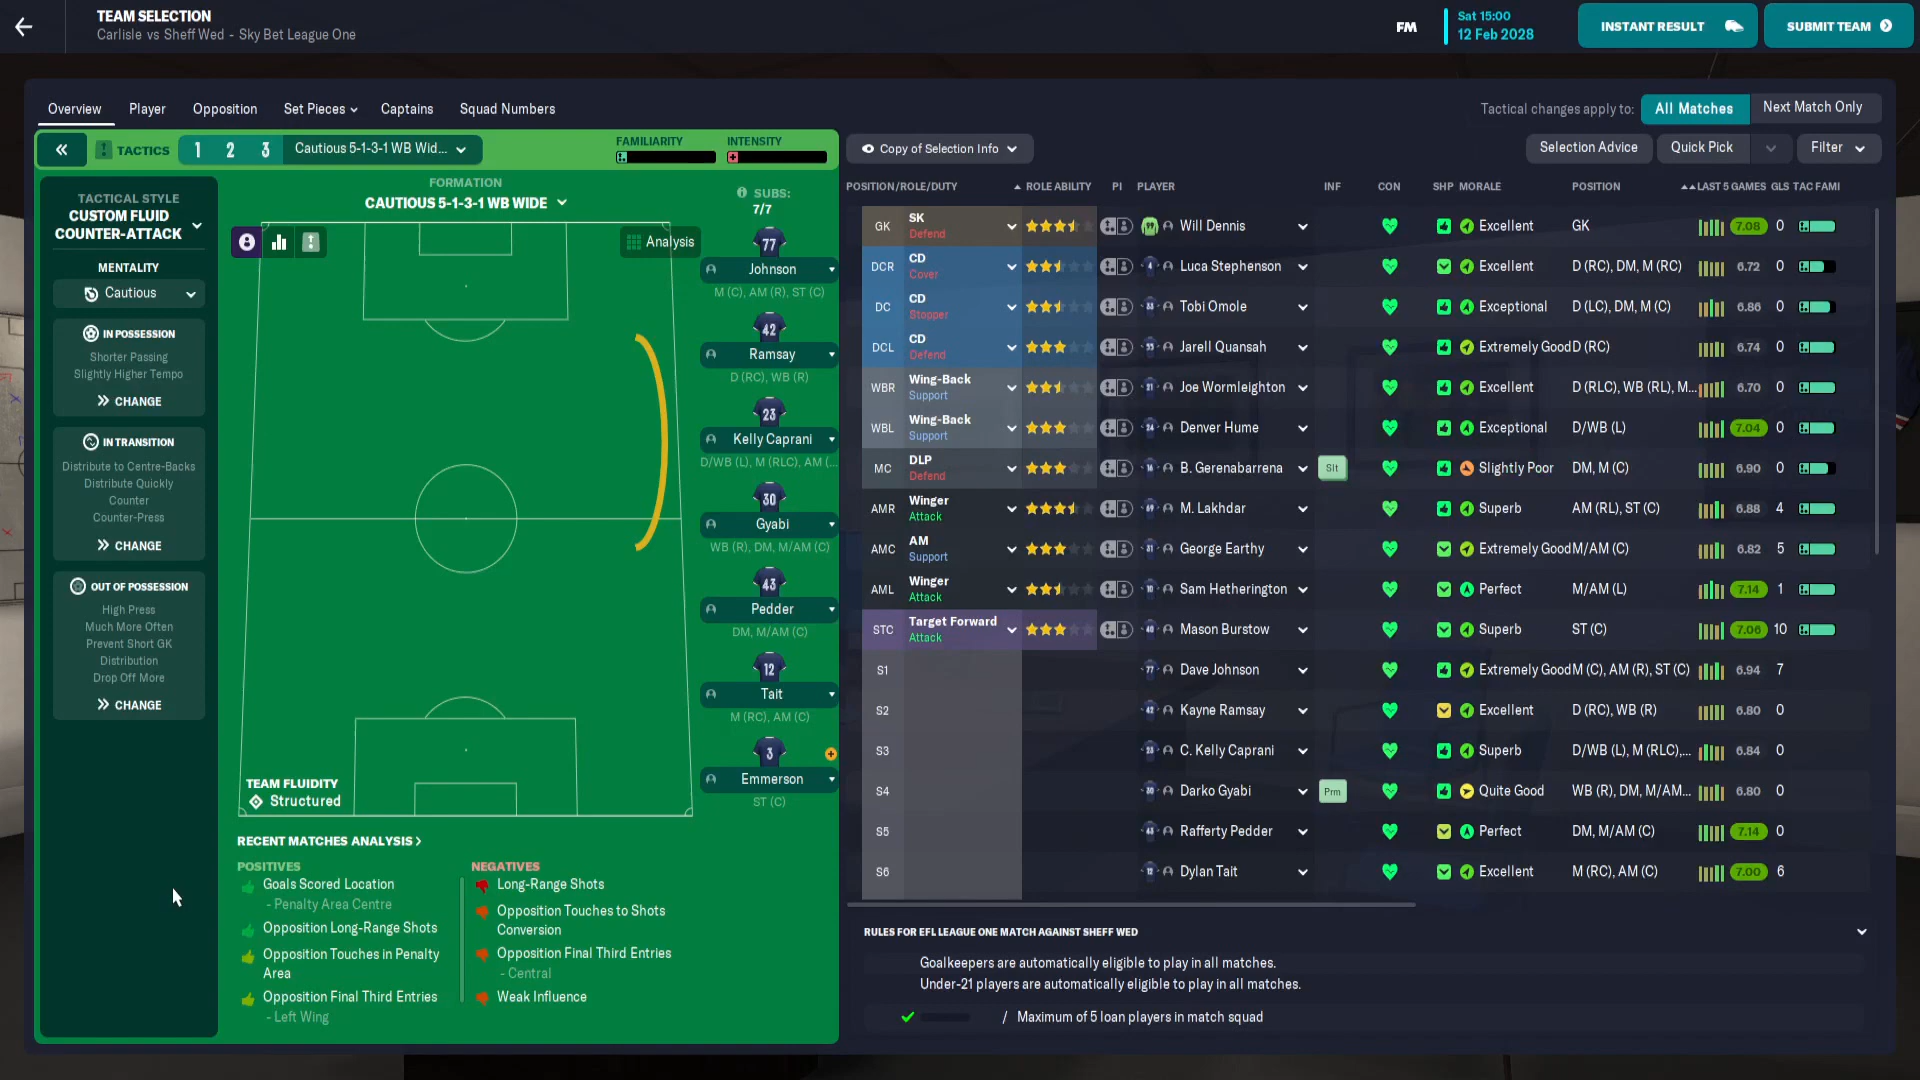 TEAM SELECTION
Carlisle vs Sheff Wed - Sky Bet League One
FM
Sat 15:00
12 Feb 2028
INSTANT RESULT
SUBMIT TEAM
Overview
Player
Opposition
Set Pieces
Captains
Squad Numbers
Tactical changes apply to:
All Matches
Next Match Only
TACTICS
1 2 3
Cautious 5-1-3-1 WB Wid...
FAMILIARITY
INTENSITY
Copy of Selection Info
Selection Advice
Quick Pick
Filter
TACTICAL STYLE
CUSTOM FLUID
COUNTER-ATTACK
MENTALITY
Cautious
IN POSSESSION
Shorter Passing
Slightly Higher Tempo
CHANGE
IN TRANSITION
Distribute to Centre-Backs
Distribute Quickly
Counter
Counter-Press
CHANGE
OUT OF POSSESSION
High Press
Much More Often
Prevent Short GK
Distribution
Drop Off More
CHANGE
FORMATION
CAUTIOUS 5-1-3-1 WB WIDE
Analysis
SUBS:
7/7
77
Johnson
M (C), AM (R), ST (C)
42
Ramsay
D (RC), WB (R)
23
Kelly Caprani
D/WB (L), M (RLC), AM (...
30
Gyabi
WB (R), DM, M/AM (C)
43
Pedder
DM, M/AM (C)
12
Tait
M (RC), AM (C)
3
Emmerson
ST (C)
TEAM FLUIDITY
Structured
RECENT MATCHES ANALYSIS >
POSITIVES
Goals Scored Location
- Penalty Area Centre
Opposition Long-Range Shots
Opposition Touches in Penalty
Area
Opposition Final Third Entries
- Left Wing
NEGATIVES
Long-Range Shots
Opposition Touches to Shots
Conversion
Opposition Final Third Entries
- Central
Weak Influence
POSITION/ROLE/DUTY ROLE ABILITY PI PLAYER INF CON SHP MORALE POSITION LAST 5 GAMES GLS TAC FAMI
GK SK Defend Will Dennis Excellent GK 7.08 0
DCR CD Cover Luca Stephenson Excellent D (RC), DM, M (RC) 6.72 0
DC CD Stopper Tobi Omole Exceptional D (LC), DM, M (C) 6.86 0
DCL CD Defend Jarell Quansah Extremely Good D (RC) 6.74 0
WBR Wing-Back Support Joe Wormleighton Excellent D (RLC), WB (RL), M... 6.70 0
WBL Wing-Back Support Denver Hume Exceptional D/WB (L) 7.04 0
MC DLP Defend B. Gerenabarrena Slt Slightly Poor DM, M (C) 6.90 0
AMR Winger Attack M. Lakhdar Superb AM (RL), ST (C) 6.88 4
AMC AM Support George Earthy Extremely Good M/AM (C) 6.82 5
AML Winger Attack Sam Hetherington Perfect M/AM (L) 7.14 1
STC Target Forward Attack Mason Burstow Superb ST (C) 7.06 10
S1 Dave Johnson Extremely Good M (C), AM (R), ST (C) 6.94 7
S2 Kayne Ramsay Excellent D (RC), WB (R) 6.80 0
S3 C. Kelly Caprani Superb D/WB (L), M (RLC),... 6.84 0
S4 Darko Gyabi Prm Quite Good WB (R), DM, M/AM... 6.80 0
S5 Rafferty Pedder Perfect DM, M/AM (C) 7.14 0
S6 Dylan Tait Excellent M (RC), AM (C) 7.00 6
RULES FOR EFL LEAGUE ONE MATCH AGAINST SHEFF WED
Goalkeepers are automatically eligible to play in all matches.
Under-21 players are automatically eligible to play in all matches.
/ Maximum of 5 loan players in match squad